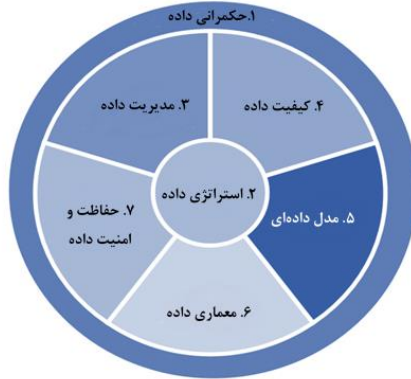 ۱.حکمرانی داده
۳. مدیریت داده
۴. کیفیت داده
۲. استراتژی داده
۵. مدل داده‌ای
۷. حفاظت و
امنیت داده
۶. معماری داده